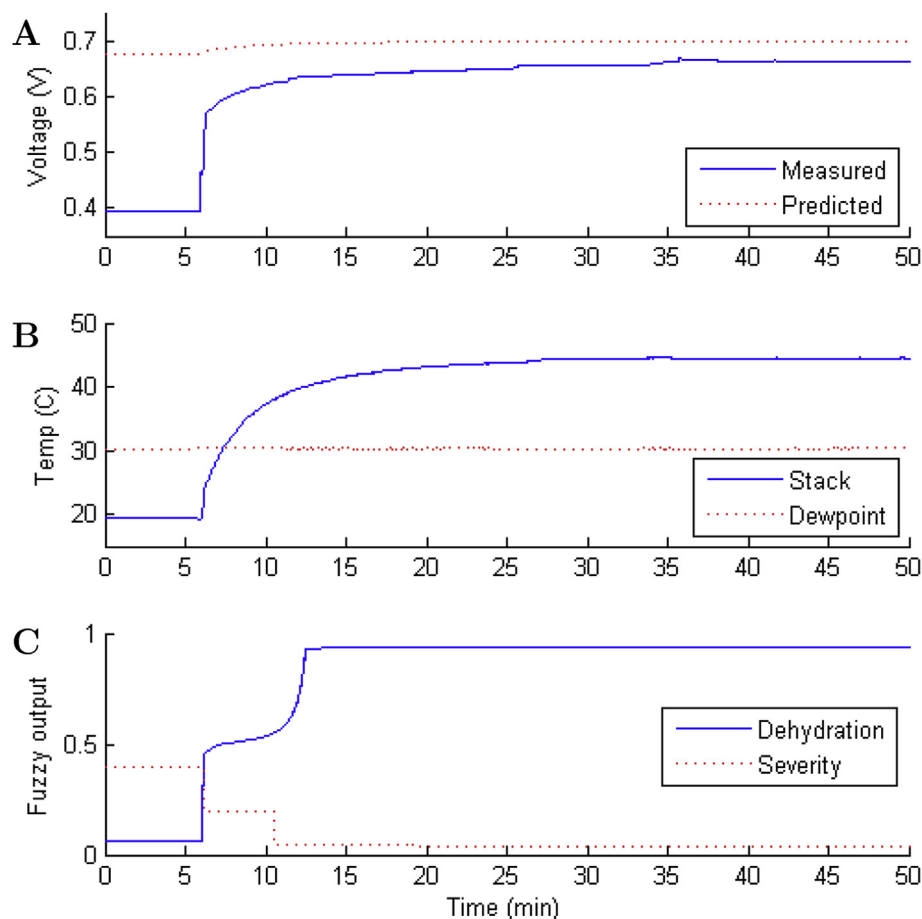 A
Voltage (V)
0.7
0.6
0.5
0.4
Measured
Predicted
0 5 10 15 20 25 30 35 40 45 50
B
Temp (C)
50
40
30
20
Stack
Dewpoint
0 5 10 15 20 25 30 35 40 45 50
C
Fuzzy output
1
0.5
0
Dehydration
Severity
0 5 10 15 20 25 30 35 40 45 50
Time (min)